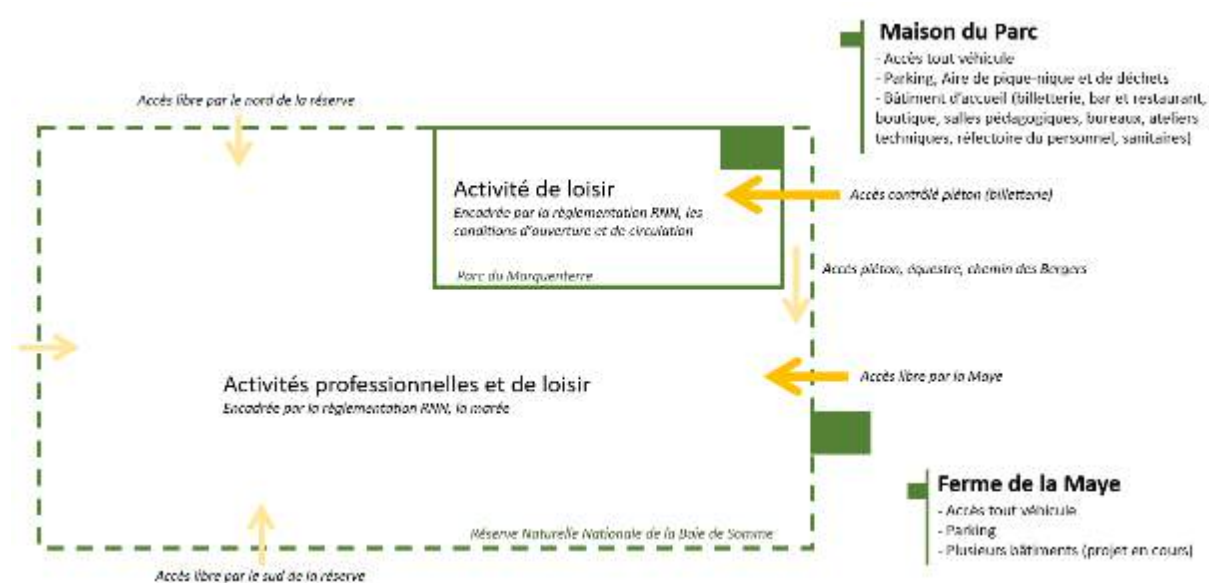 Maison du Parc
- Accès tout véhicule
- Parking, Aire de pique-nique et de déchets
- Bâtiment d'accueil (billetterie, bar et restaurant,
boutique, salles pédagogiques, bureaux, ateliers
techniques, réfectoire du personnel, sanitaires)
Accès libre par le nord de la réserve
Activité de loisir
Encadrée par la règlementation RNN, les
conditions d'ouverture et de circulation
Parc du Marquenterre
Accès contrôlé piéton (billetterie)
Accès piéton, équestre, chemin des Bergers
Activités professionnelles et de loisir
Encadrée par la règlementation RNN, la marée
Accès libre par la Maye
Réserve Naturelle Nationale de la Baie de Somme
Accès libre par le sud de la réserve
Ferme de la Maye
- Accès tout véhicule
- Parking
- Plusieurs bâtiments (projet en cours)